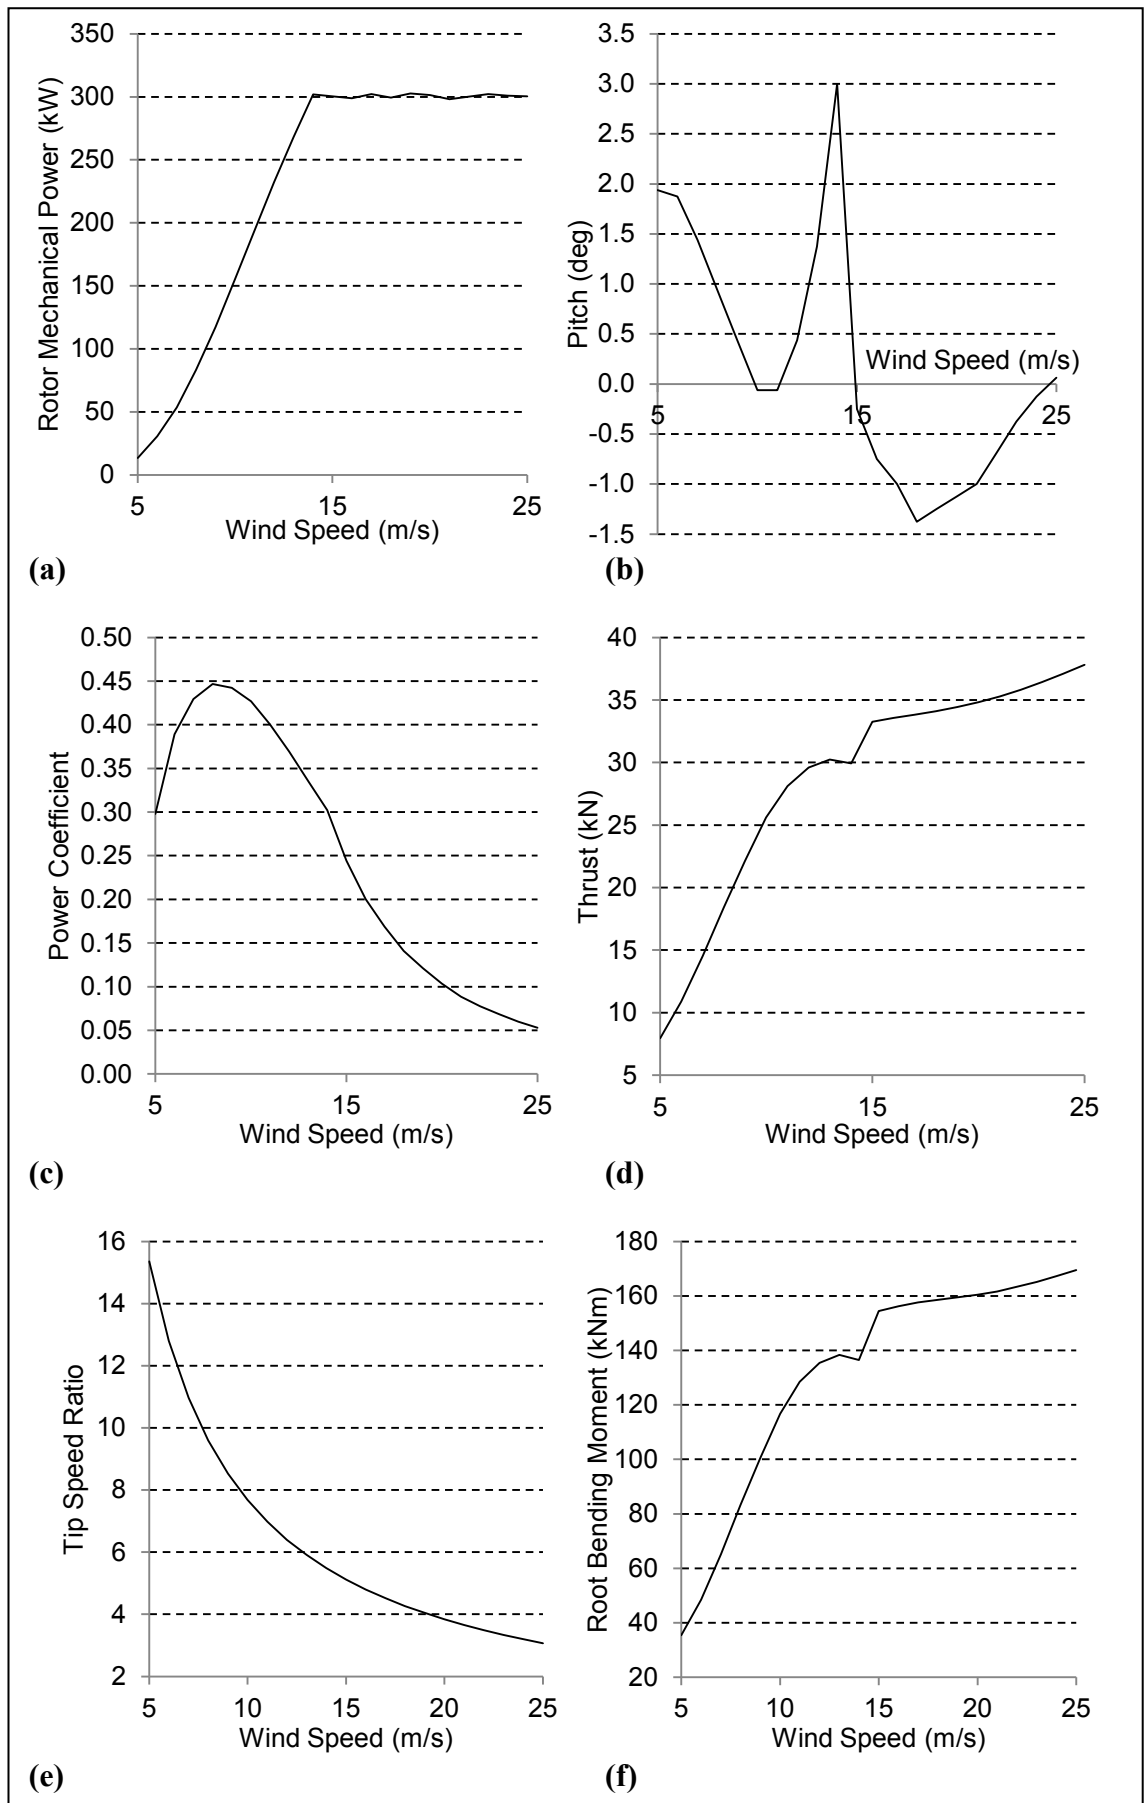 350
300
250
200
150
100
50
0
Rotor Mechanical Power (kW)
5 15 25
Wind Speed (m/s)
(a)
3.5
3.0
2.5
2.0
1.5
1.0
0.5
0.0
-0.5
-1.0
-1.5
Pitch (deg)
Wind Speed (m/s)
5 15 25
(b)
0.50
0.45
0.40
0.35
0.30
0.25
0.20
0.15
0.10
0.05
0.00
Power Coefficient
5 15 25
Wind Speed (m/s)
(c)
40
35
30
25
20
15
10
5
Thrust (kN)
5 15 25
Wind Speed (m/s)
(d)
16
14
12
10
8
6
4
2
Tip Speed Ratio
5 10 15 20 25
Wind Speed (m/s)
(e)
180
160
140
120
100
80
60
40
20
Root Bending Moment (kNm)
5 10 15 20 25
Wind Speed (m/s)
(f)